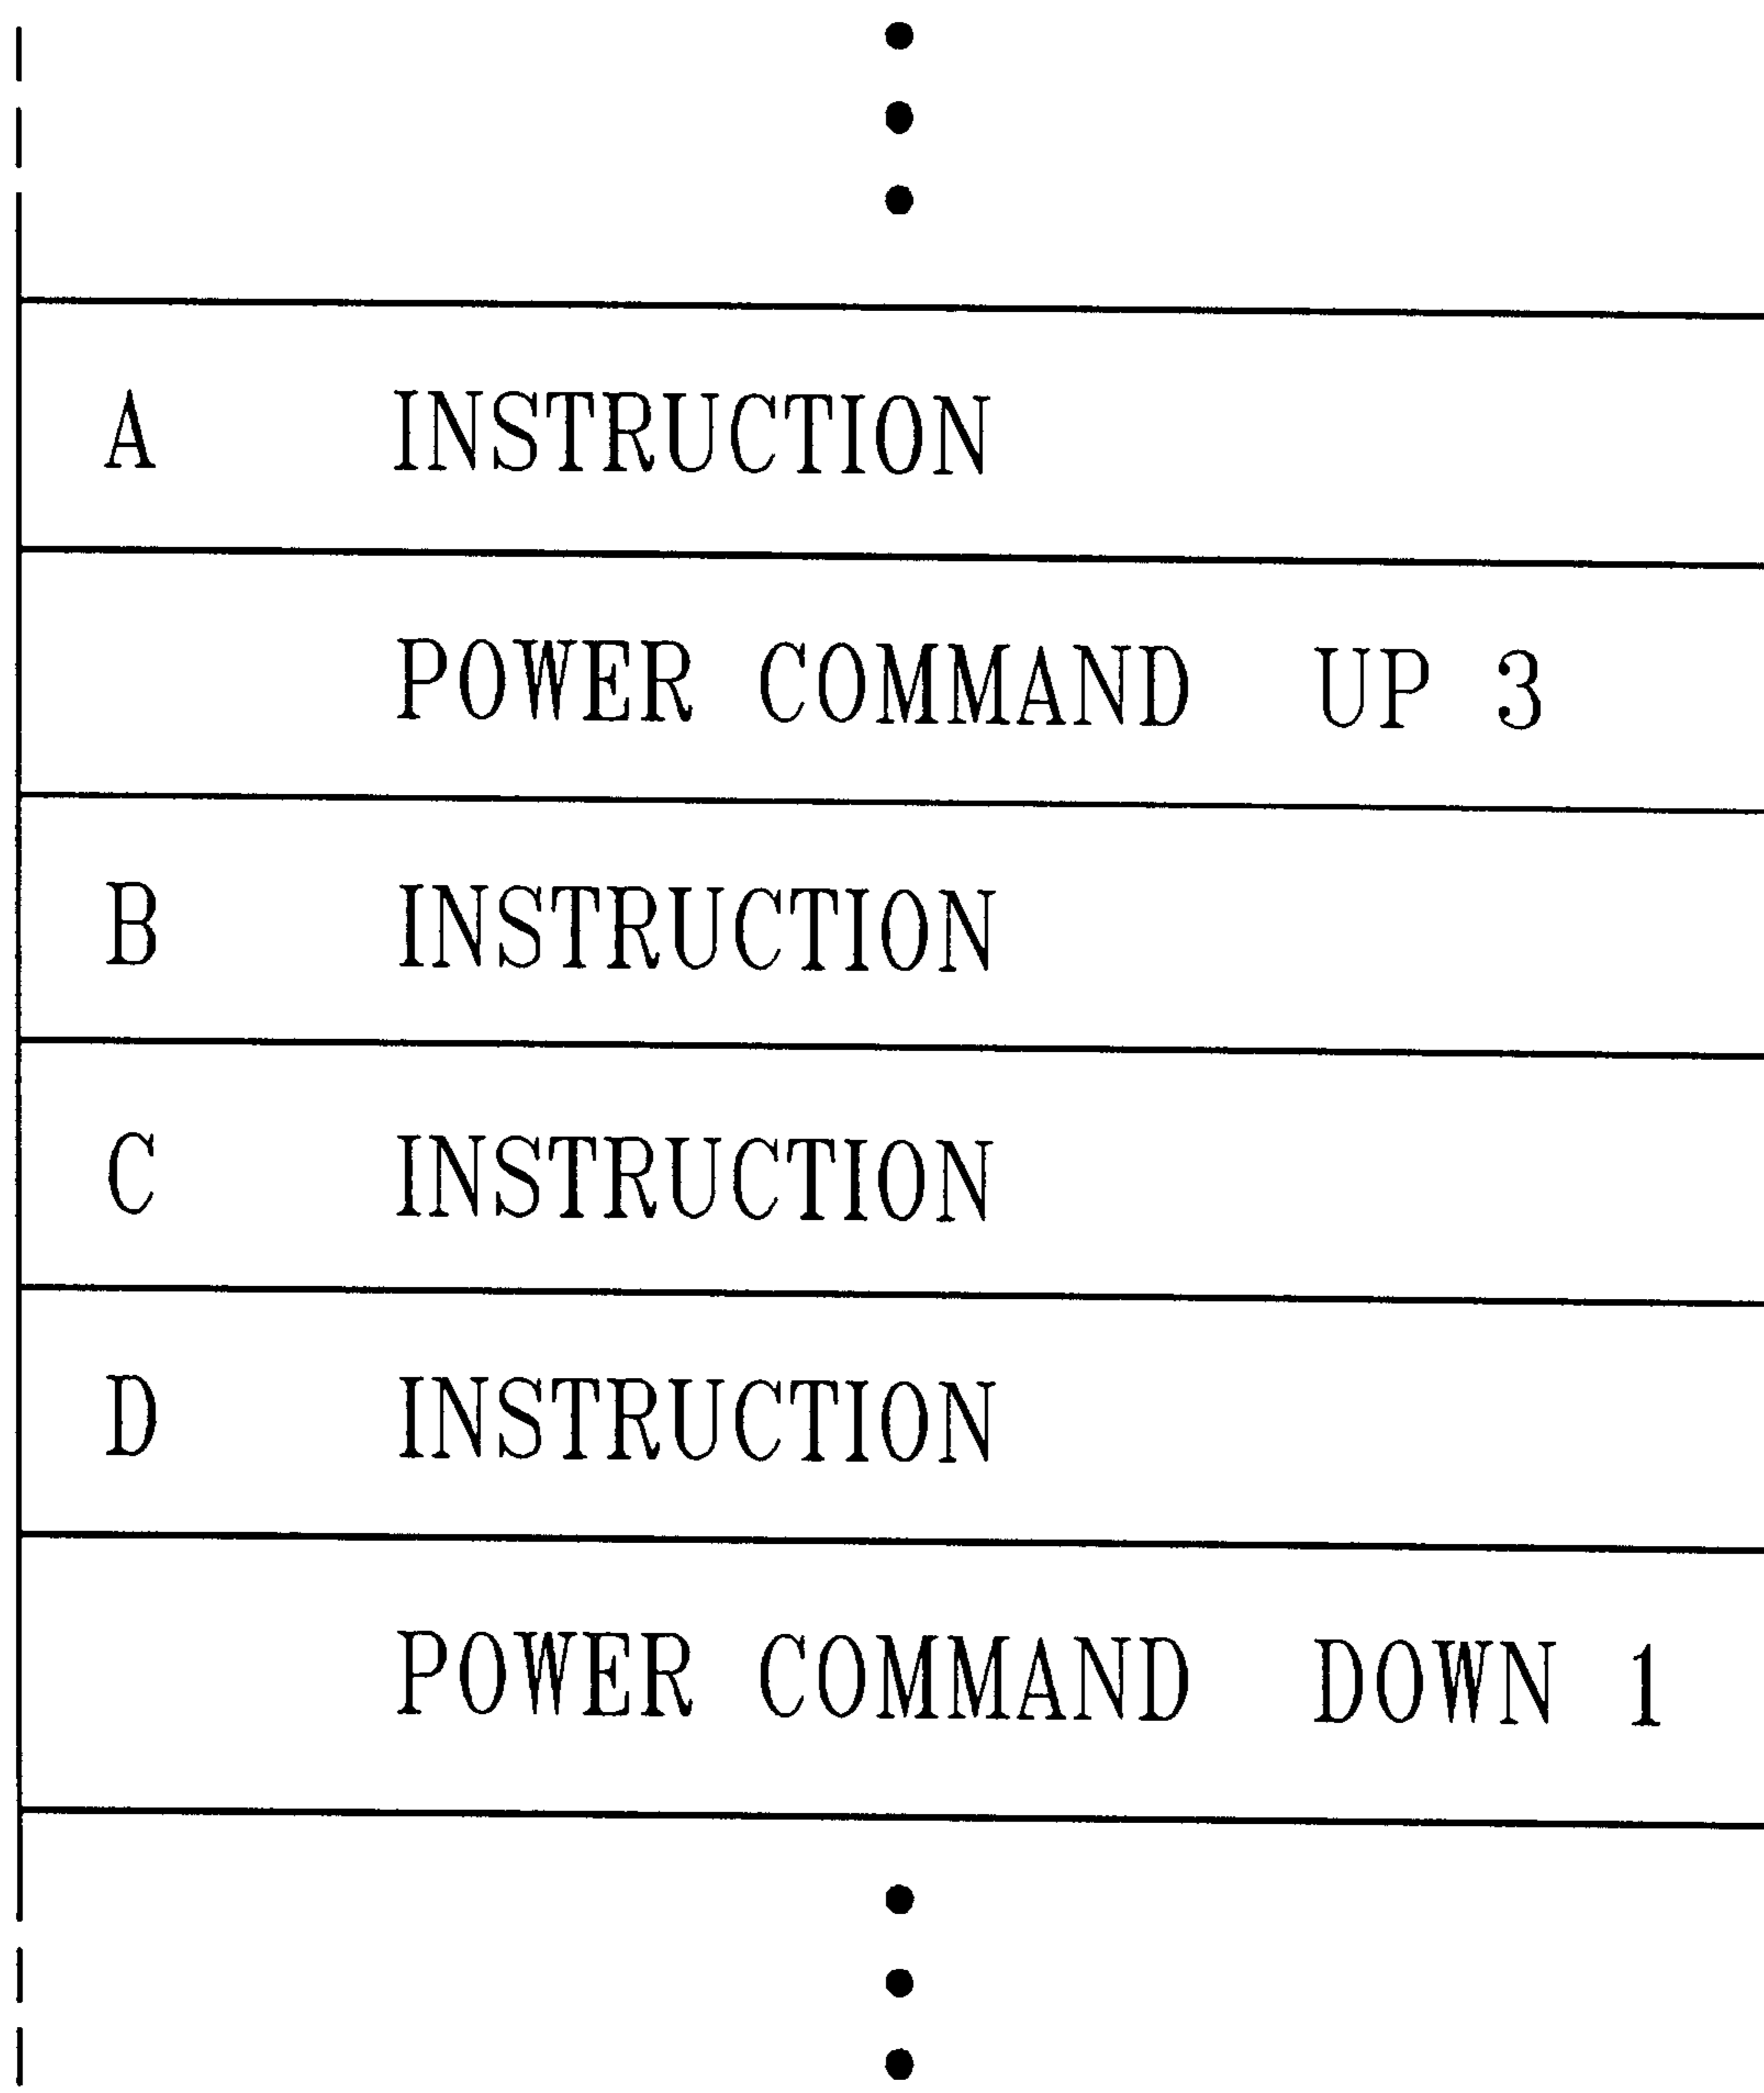 A INSTRUCTION
POWER COMMAND UP 3
B INSTRUCTION
C INSTRUCTION
D INSTRUCTION
POWER COMMAND DOWN 1